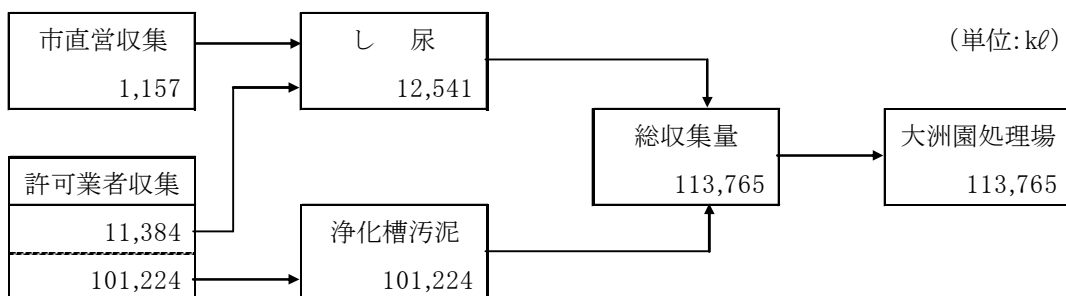 市直営収集
1,157
し 尿
12,541
(単位:kℓ)
総収集量
113,765
大洲園処理場
113,765
許可業者収集
11,384
101,224
浄化槽汚泥
101,224